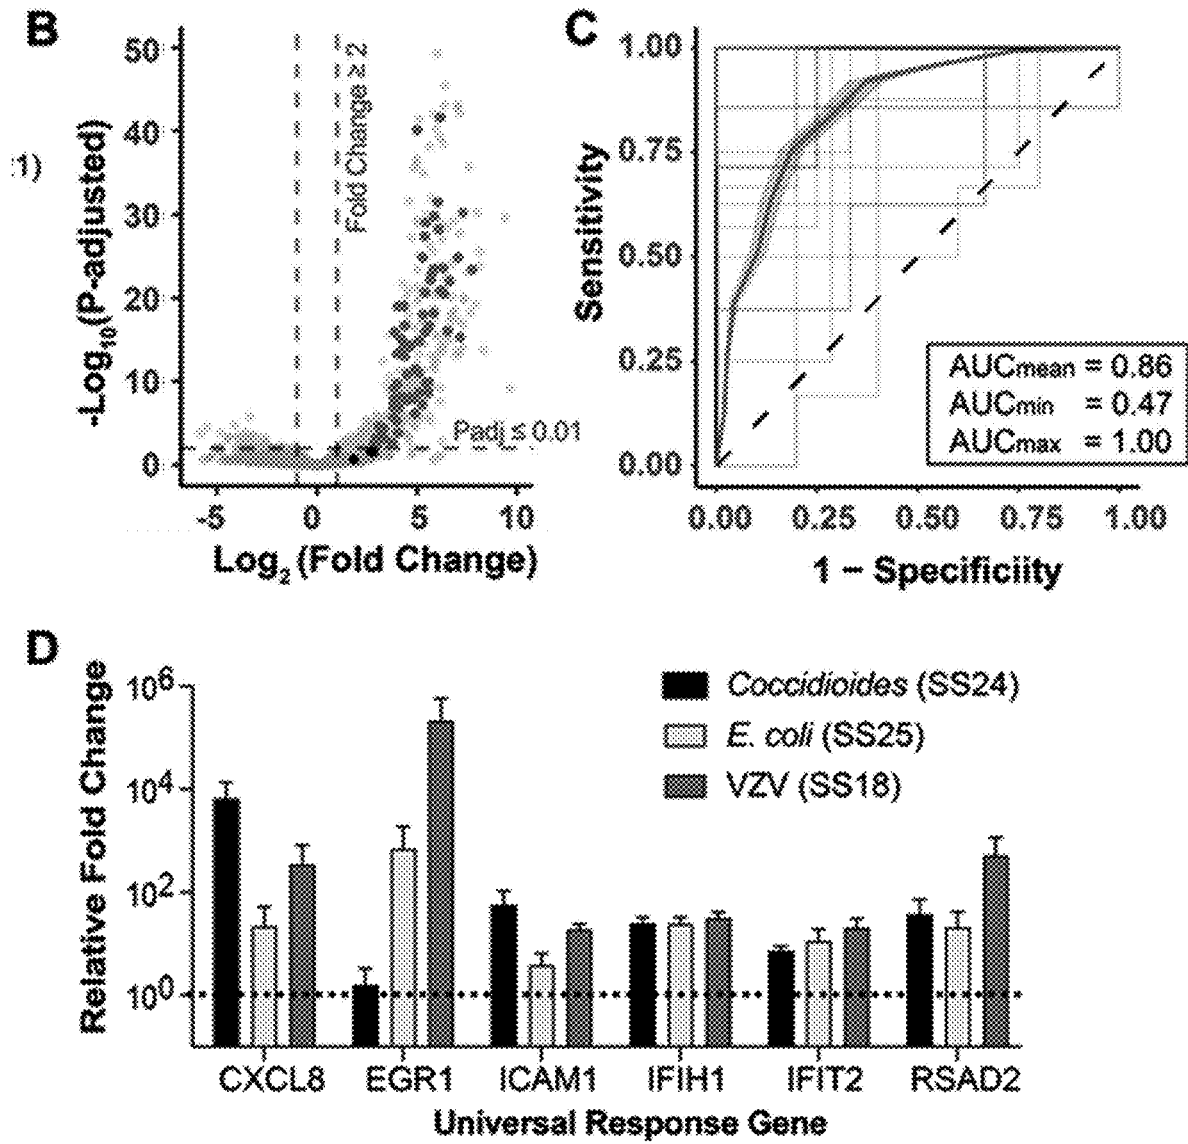 B
50
40
30
20
10
0
-5
0
5
10
-Log10(P-adjusted)
Log2 (Fold Change)
Fold Change ≥ 2
Padj ≤ 0.01
:1)
C
1.00
0.75
0.50
0.25
0.00
0.00
0.25
0.50
0.75
1.00
Sensitivity
1 − Specificiity
AUCmean = 0.86
AUCmin = 0.47
AUCmax = 1.00
D
10^6
10^4
10^2
10^0
Relative Fold Change
Coccidioides (SS24)
E. coli (SS25)
VZV (SS18)
CXCL8
EGR1
ICAM1
IFIH1
IFIT2
RSAD2
Universal Response Gene